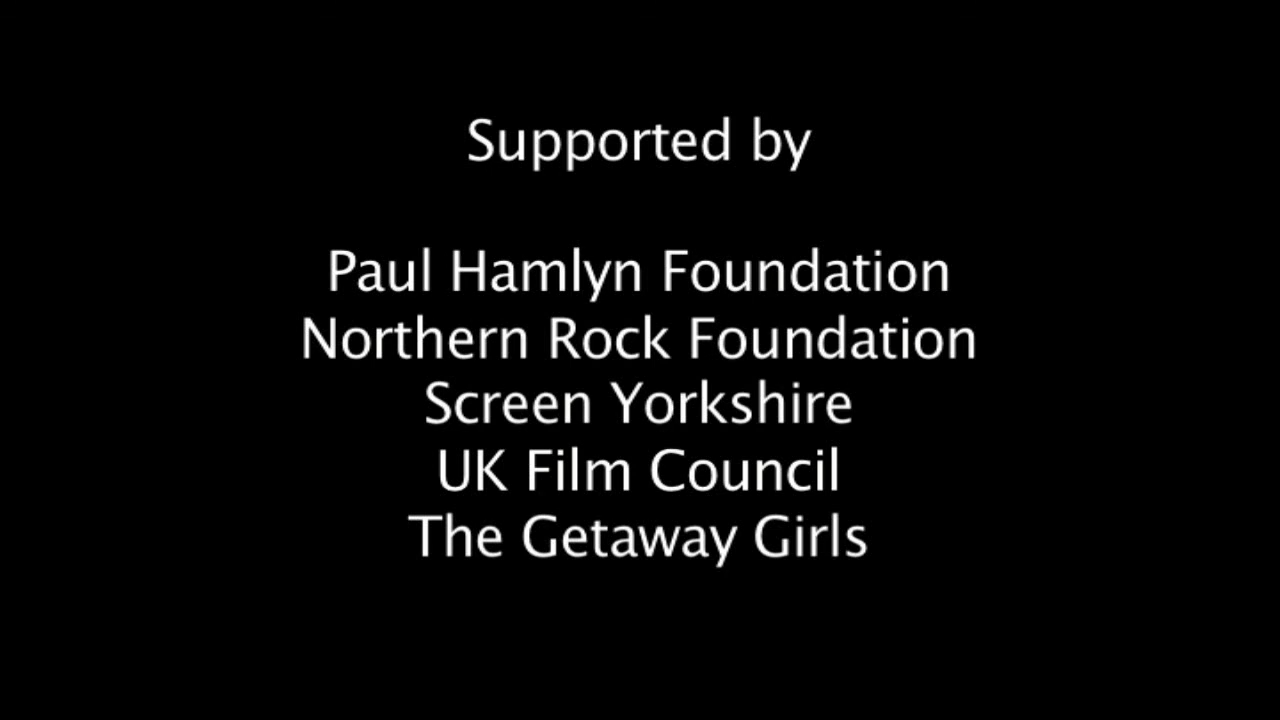 Supported by
Paul Hamlyn Foundation
Northern Rock Foundation
Screen Yorkshire
UK Film Council
The Getaway Girls